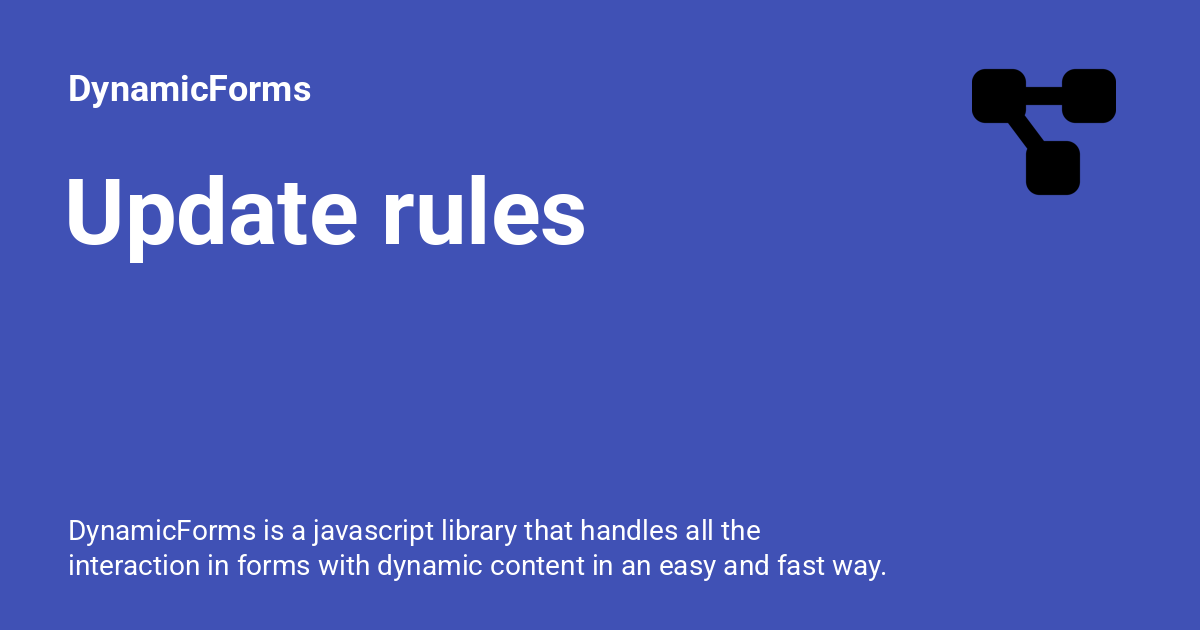 DynamicForms
Update rules
DynamicForms is a javascript library that handles all the
interaction in forms with dynamic content in an easy and fast way.